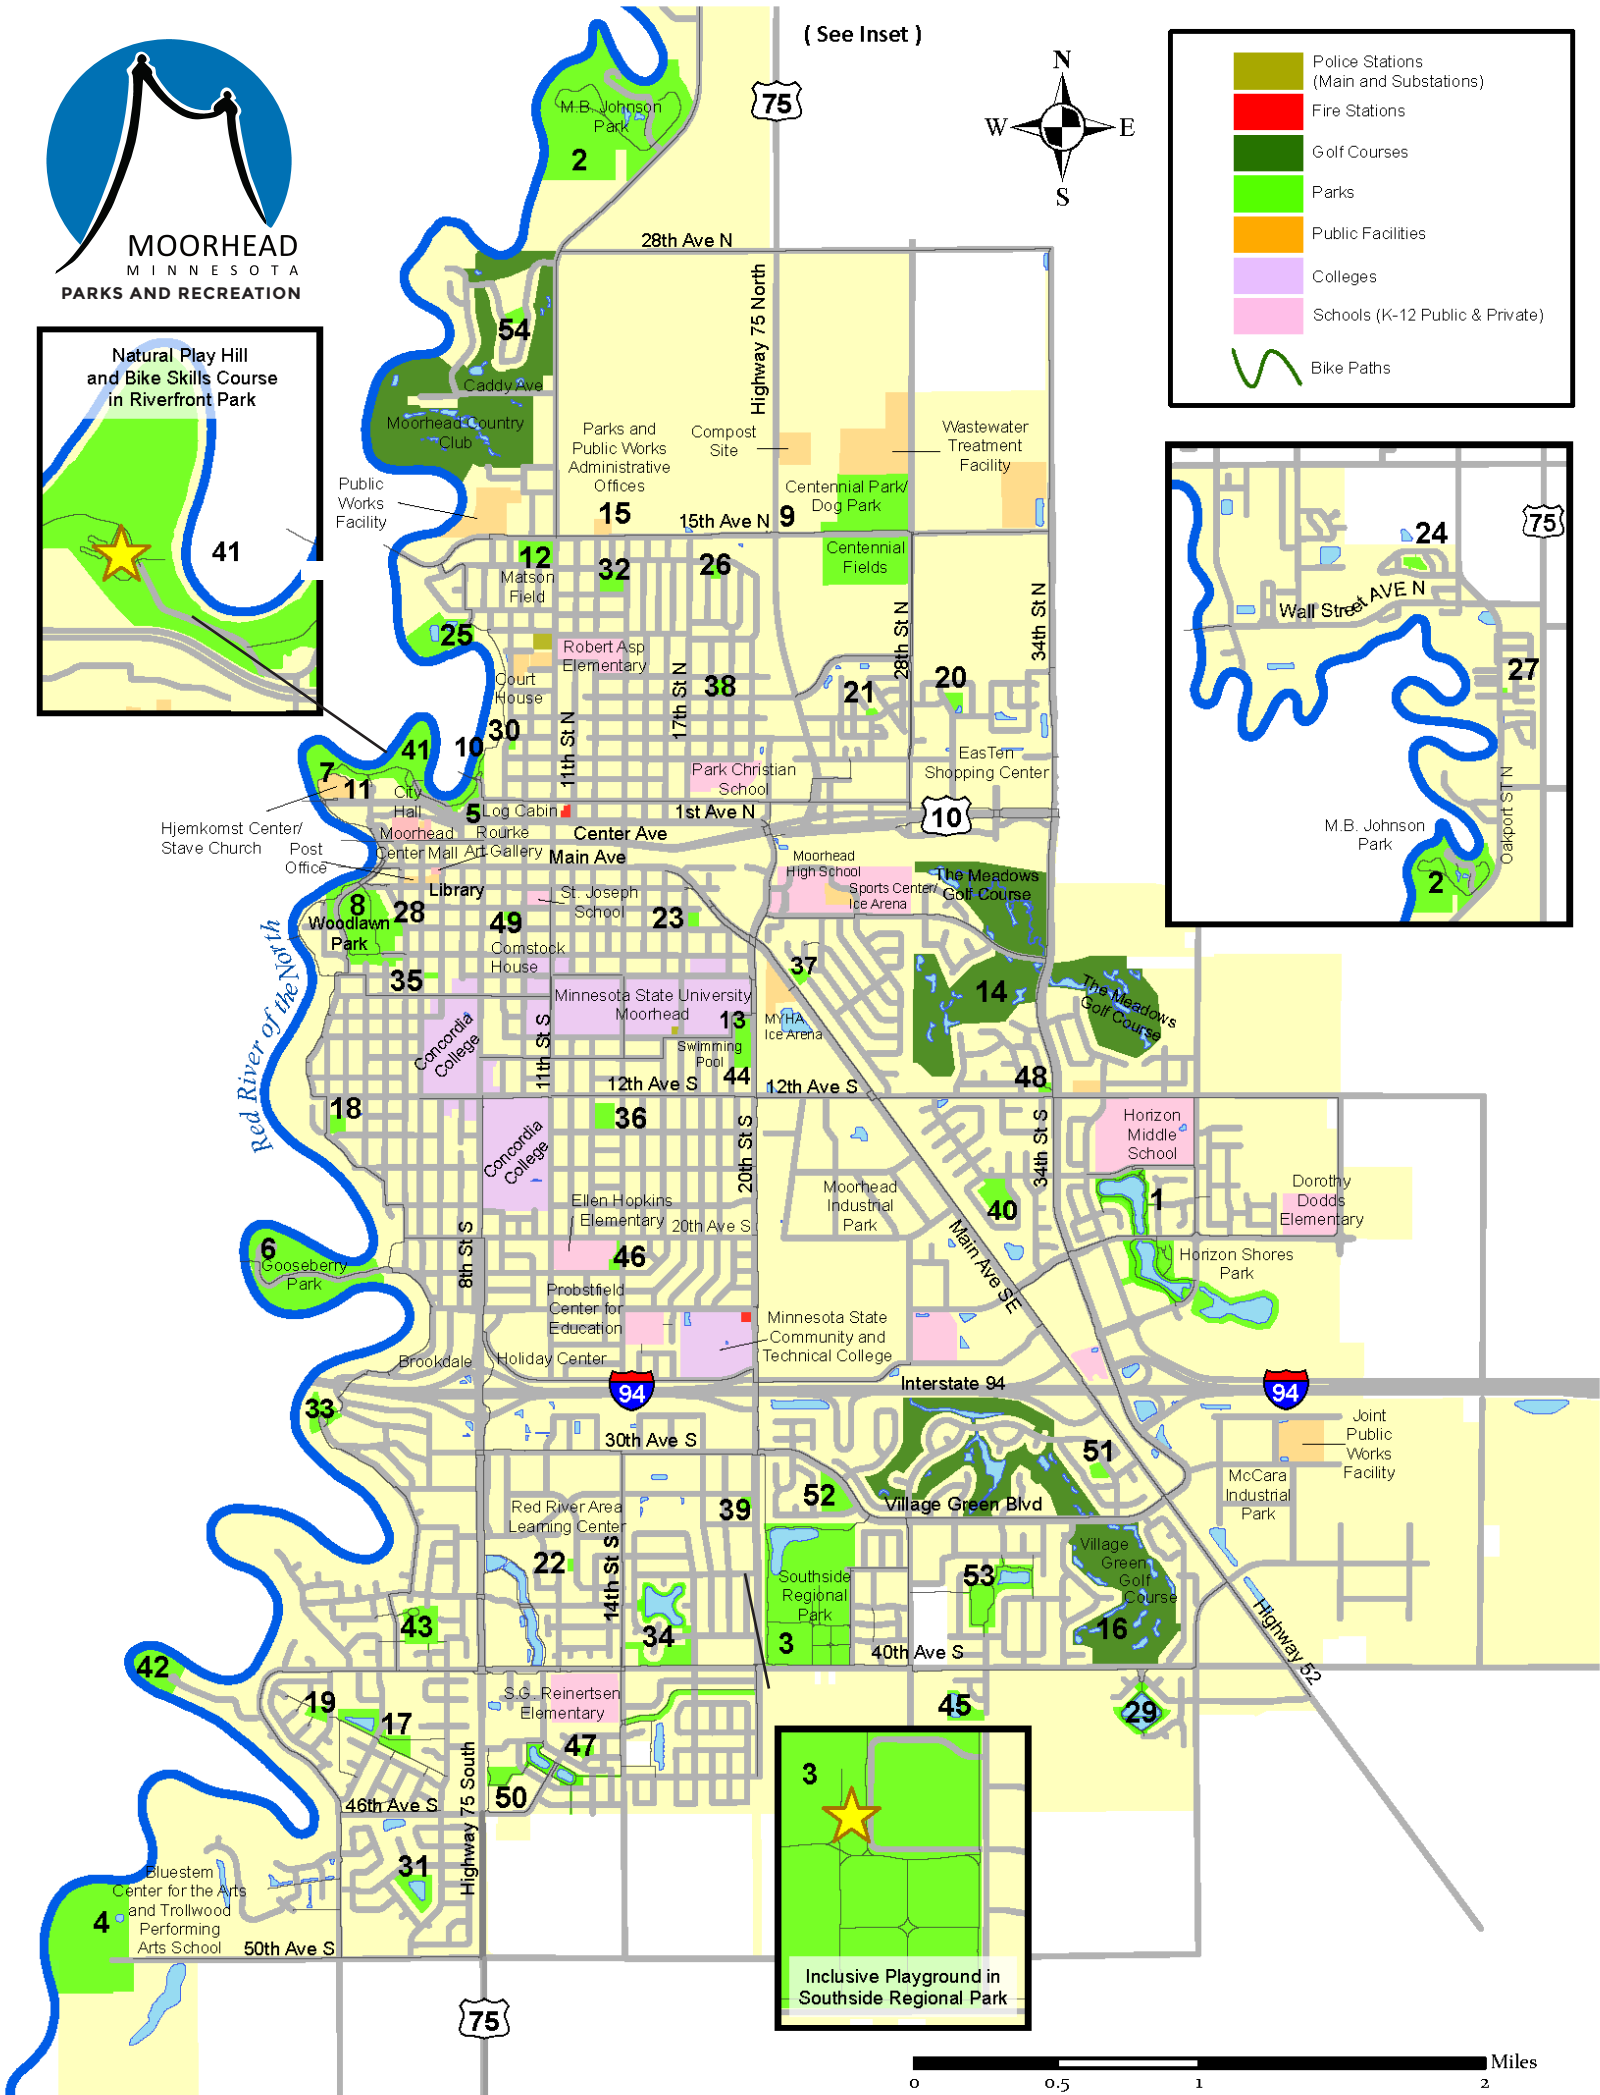 ( See Inset )
75
N
W
E
S
MOORHEAD
MINNESOTA
PARKS AND RECREATION
Police Stations
(Main and Substations)
Fire Stations
Golf Courses
Parks
Public Facilities
Colleges
Schools (K-12 Public & Private)
Bike Paths
M.B. Johnson
Park
2
28th Ave N
Highway 75 North
54
Caddy Ave
Moorhead Country
Club
Natural Play Hill
and Bike Skills Course
in Riverfront Park
41
Public
Works
Facility
Parks and
Public Works
Administrative
Offices
15
Compost
Site
Wastewater
Treatment
Facility
Centennial Park/
Dog Park
15th Ave N
9
Centennial
Fields
12
Matson
Field
32
26
25
Robert Asp
Elementary
Court
House
38
17th St N
11th St N
28th St N
34th St N
21
20
30
10
41
7
11
City
Hall
5
Log Cabin
Park Christian
School
EasTen
Shopping Center
1st Ave N
10
Hjemkomst Center/
Stave Church
Post
Office
Moorhead
Center Mall
Rourke
Art Gallery
Center Ave
Main Ave
Library
8
Woodlawn
Park
28
49
St. Joseph
School
23
Comstock
House
35
Moorhead
High School
Sports Center/
Ice Arena
The Meadows
Golf Course
37
14
The Meadows
Golf Course
Red River of the North
Concordia
College
Minnesota State University
Moorhead
13
Swimming
Pool
MYHA
Ice Arena
11th St S
12th Ave S
44
12th Ave S
48
18
Concordia
College
36
20th St S
34th St S
Horizon
Middle
School
Moorhead
Industrial
Park
40
1
Dorothy
Dodds
Elementary
Ellen Hopkins
Elementary
20th Ave S
46
8th St S
Main Ave SE
Horizon Shores
Park
6
Gooseberry
Park
Probstfield
Center for
Education
Minnesota State
Community and
Technical College
Brookdale
Holiday Center
94
Interstate 94
94
33
30th Ave S
Joint
Public
Works
Facility
51
McCara
Industrial
Park
52
Village Green Blvd
39
Red River Area
Learning Center
14th St S
22
Southside
Regional
Park
3
53
Village
Green
Golf
Course
16
43
34
40th Ave S
Highway 52
42
19
17
S.G. Reinertsen
Elementary
47
45
29
50
46th Ave S
Highway 75 South
31
Bluestem
Center for the Arts
and Trollwood
Performing
Arts School
4
50th Ave S
75
3
Inclusive Playground in
Southside Regional Park
24
75
Wall Street AVE N
27
Oakport ST N
M.B. Johnson
Park
2
Miles
0
0.5
1
2